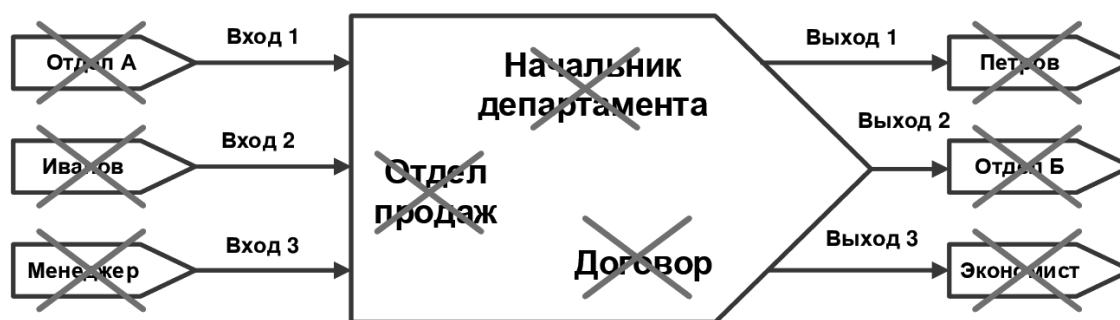 Отдел А
Вход 1
Иванов
Вход 2
Менеджер
Вход 3
Начальник
департамента
Отдел
продаж
Договор
Выход 1
Петров
Выход 2
Отдел Б
Выход 3
Экономист